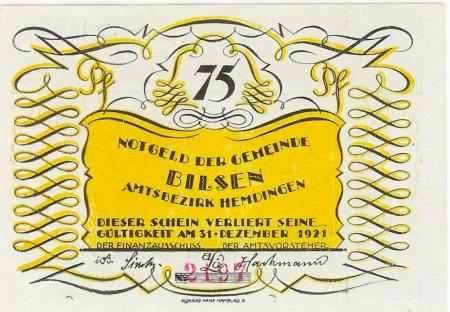 Pf 75 Pf
NOTGELD DER GEMEINDE
BILSEN
AMTSBEZIRK HEMDINGEN
DIESER SCHEIN VERLIERT SEINE
GÜLTIGKEIT AM 31·DEZEMBER 1921
DER FINANZAUSSCHUSS DER AMTSVORSTEHER
Hachmann
KONRAD HANF HAMBURG 8